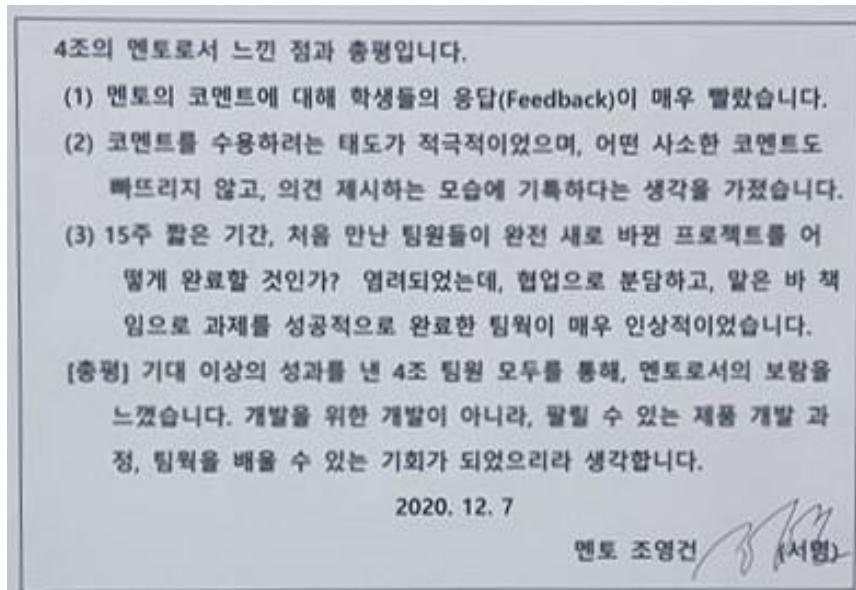 4조의 멘토로서 느낀 점과 총평입니다.
(1) 멘토의 코멘트에 대해 학생들의 응답(Feedback)이 매우 빨랐습니다.
(2) 코멘트를 수용하려는 태도가 적극적이었으며, 어떤 사소한 코멘트도
빠뜨리지 않고, 의견 제시하는 모습에 기특하다는 생각을 가졌습니다.
(3) 15주 짧은 기간, 처음 만난 팀원들이 완전 새로 바뀐 프로젝트를 어
떻게 완료할 것인가? 염려되었는데, 협업으로 분담하고, 맡은 바 책
임으로 과제를 성공적으로 완료한 팀웍이 매우 인상적이었습니다.
[총평] 기대 이상의 성과를 낸 4조 팀원 모두를 통해, 멘토로서의 보람을
느꼈습니다. 개발을 위한 개발이 아니라, 팔릴 수 있는 제품 개발 과
정, 팀웍을 배울 수 있는 기회가 되었으리라 생각합니다.
2020. 12. 7
멘토 조영건 (서명)